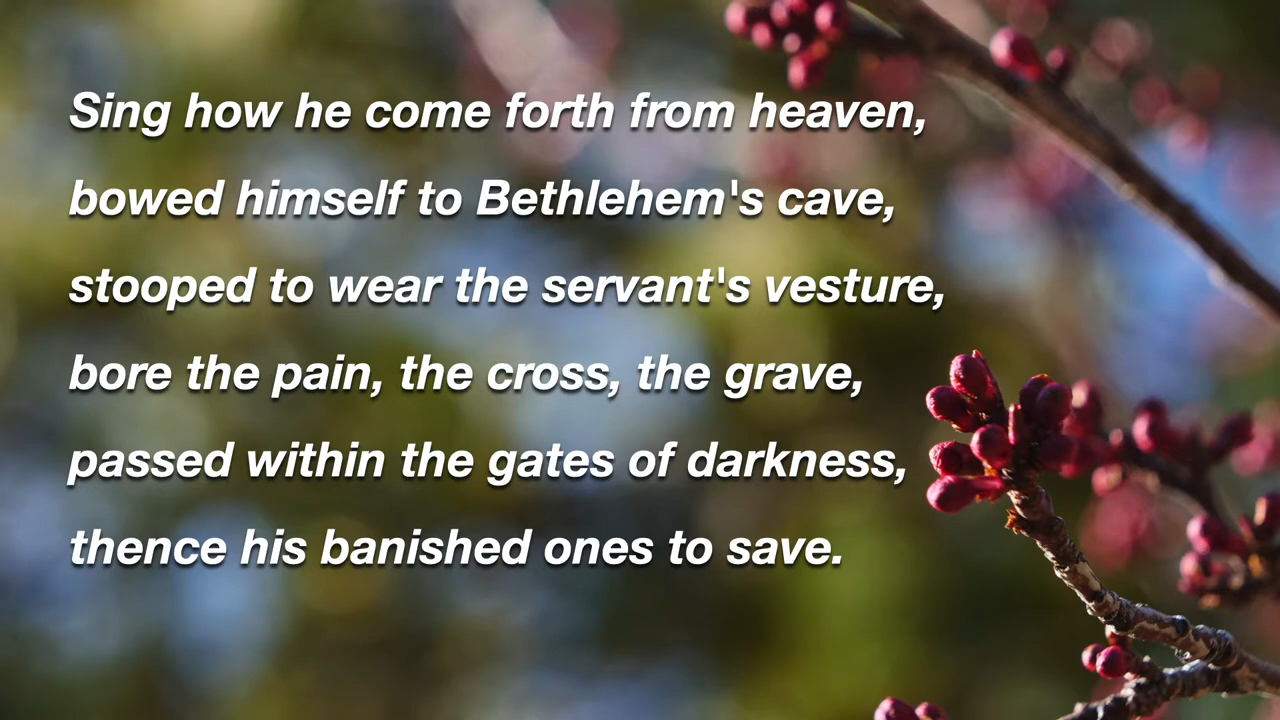 Sing how he come forth from heaven,
bowed himself to Bethlehem's cave,
stooped to wear the servant's vesture,
bore the pain, the cross, the grave,
passed within the gates of darkness,
thence his banished ones to save.